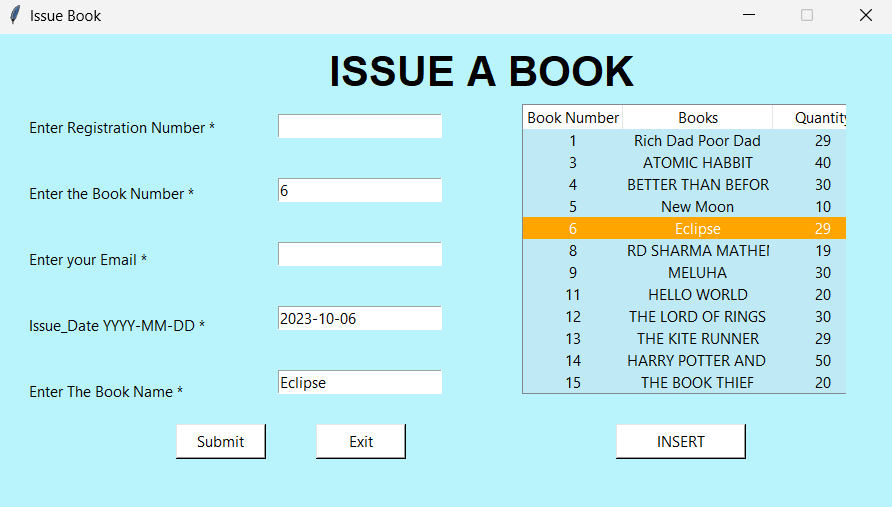 Issue Book
ISSUE A BOOK
Enter Registration Number *
Enter the Book Number * 6
Enter your Email *
Issue_Date YYYY-MM-DD * 2023-10-06
Enter The Book Name * Eclipse
Submit Exit
Book Number Books Quantity
1 Rich Dad Poor Dad 29
3 ATOMIC HABBIT 40
4 BETTER THAN BEFOR 30
5 New Moon 10
6 Eclipse 29
8 RD SHARMA MATHEI 19
9 MELUHA 30
11 HELLO WORLD 20
12 THE LORD OF RINGS 30
13 THE KITE RUNNER 29
14 HARRY POTTER AND 50
15 THE BOOK THIEF 20
INSERT